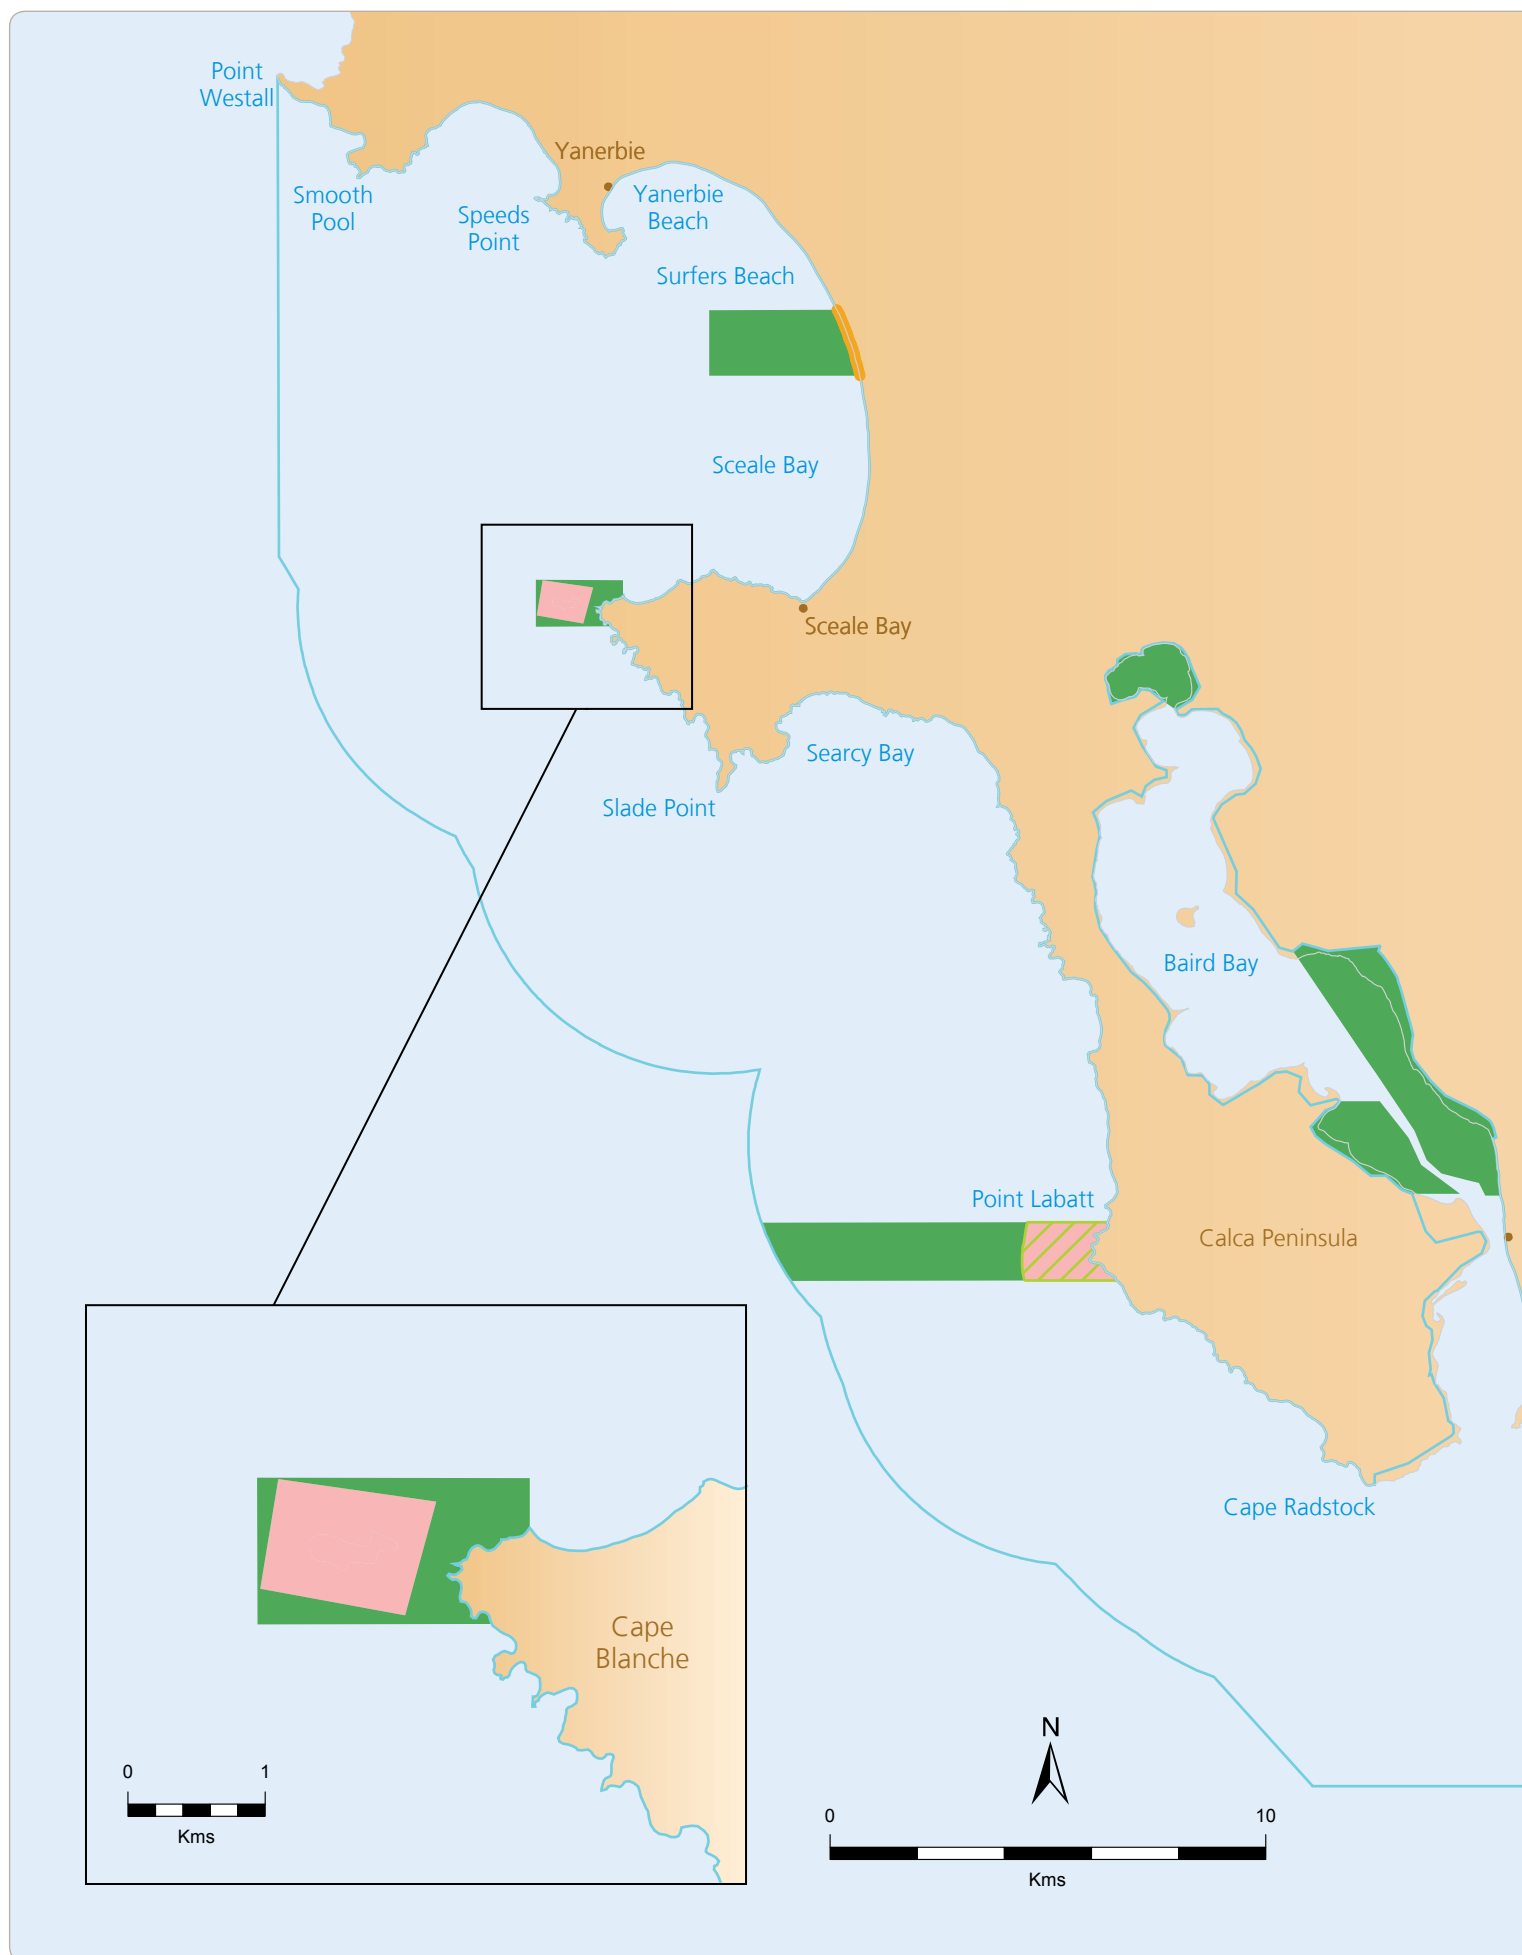 Point
Westall
Yanerbie
Smooth
Pool
Speeds
Point
Yanerbie
Beach
Surfers Beach
Sceale Bay
Sceale Bay
Searcy Bay
Slade Point
Baird Bay
Point Labatt
Calca Peninsula
Cape Radstock
Cape
Blanche
0 1
Kms
N
0 10
Kms